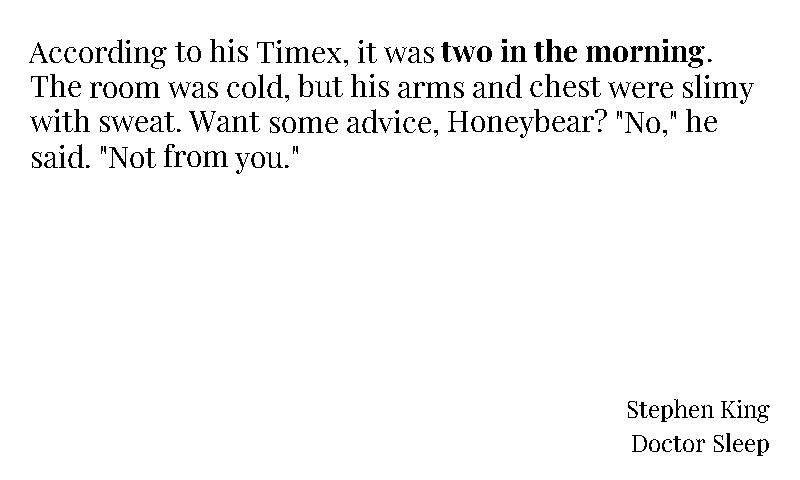 According to his Timex, it was two in the morning.
The room was cold, but his arms and chest were slimy
with sweat. Want some advice, Honeybear? "No," he
said. "Not from you."
Stephen King
Doctor Sleep